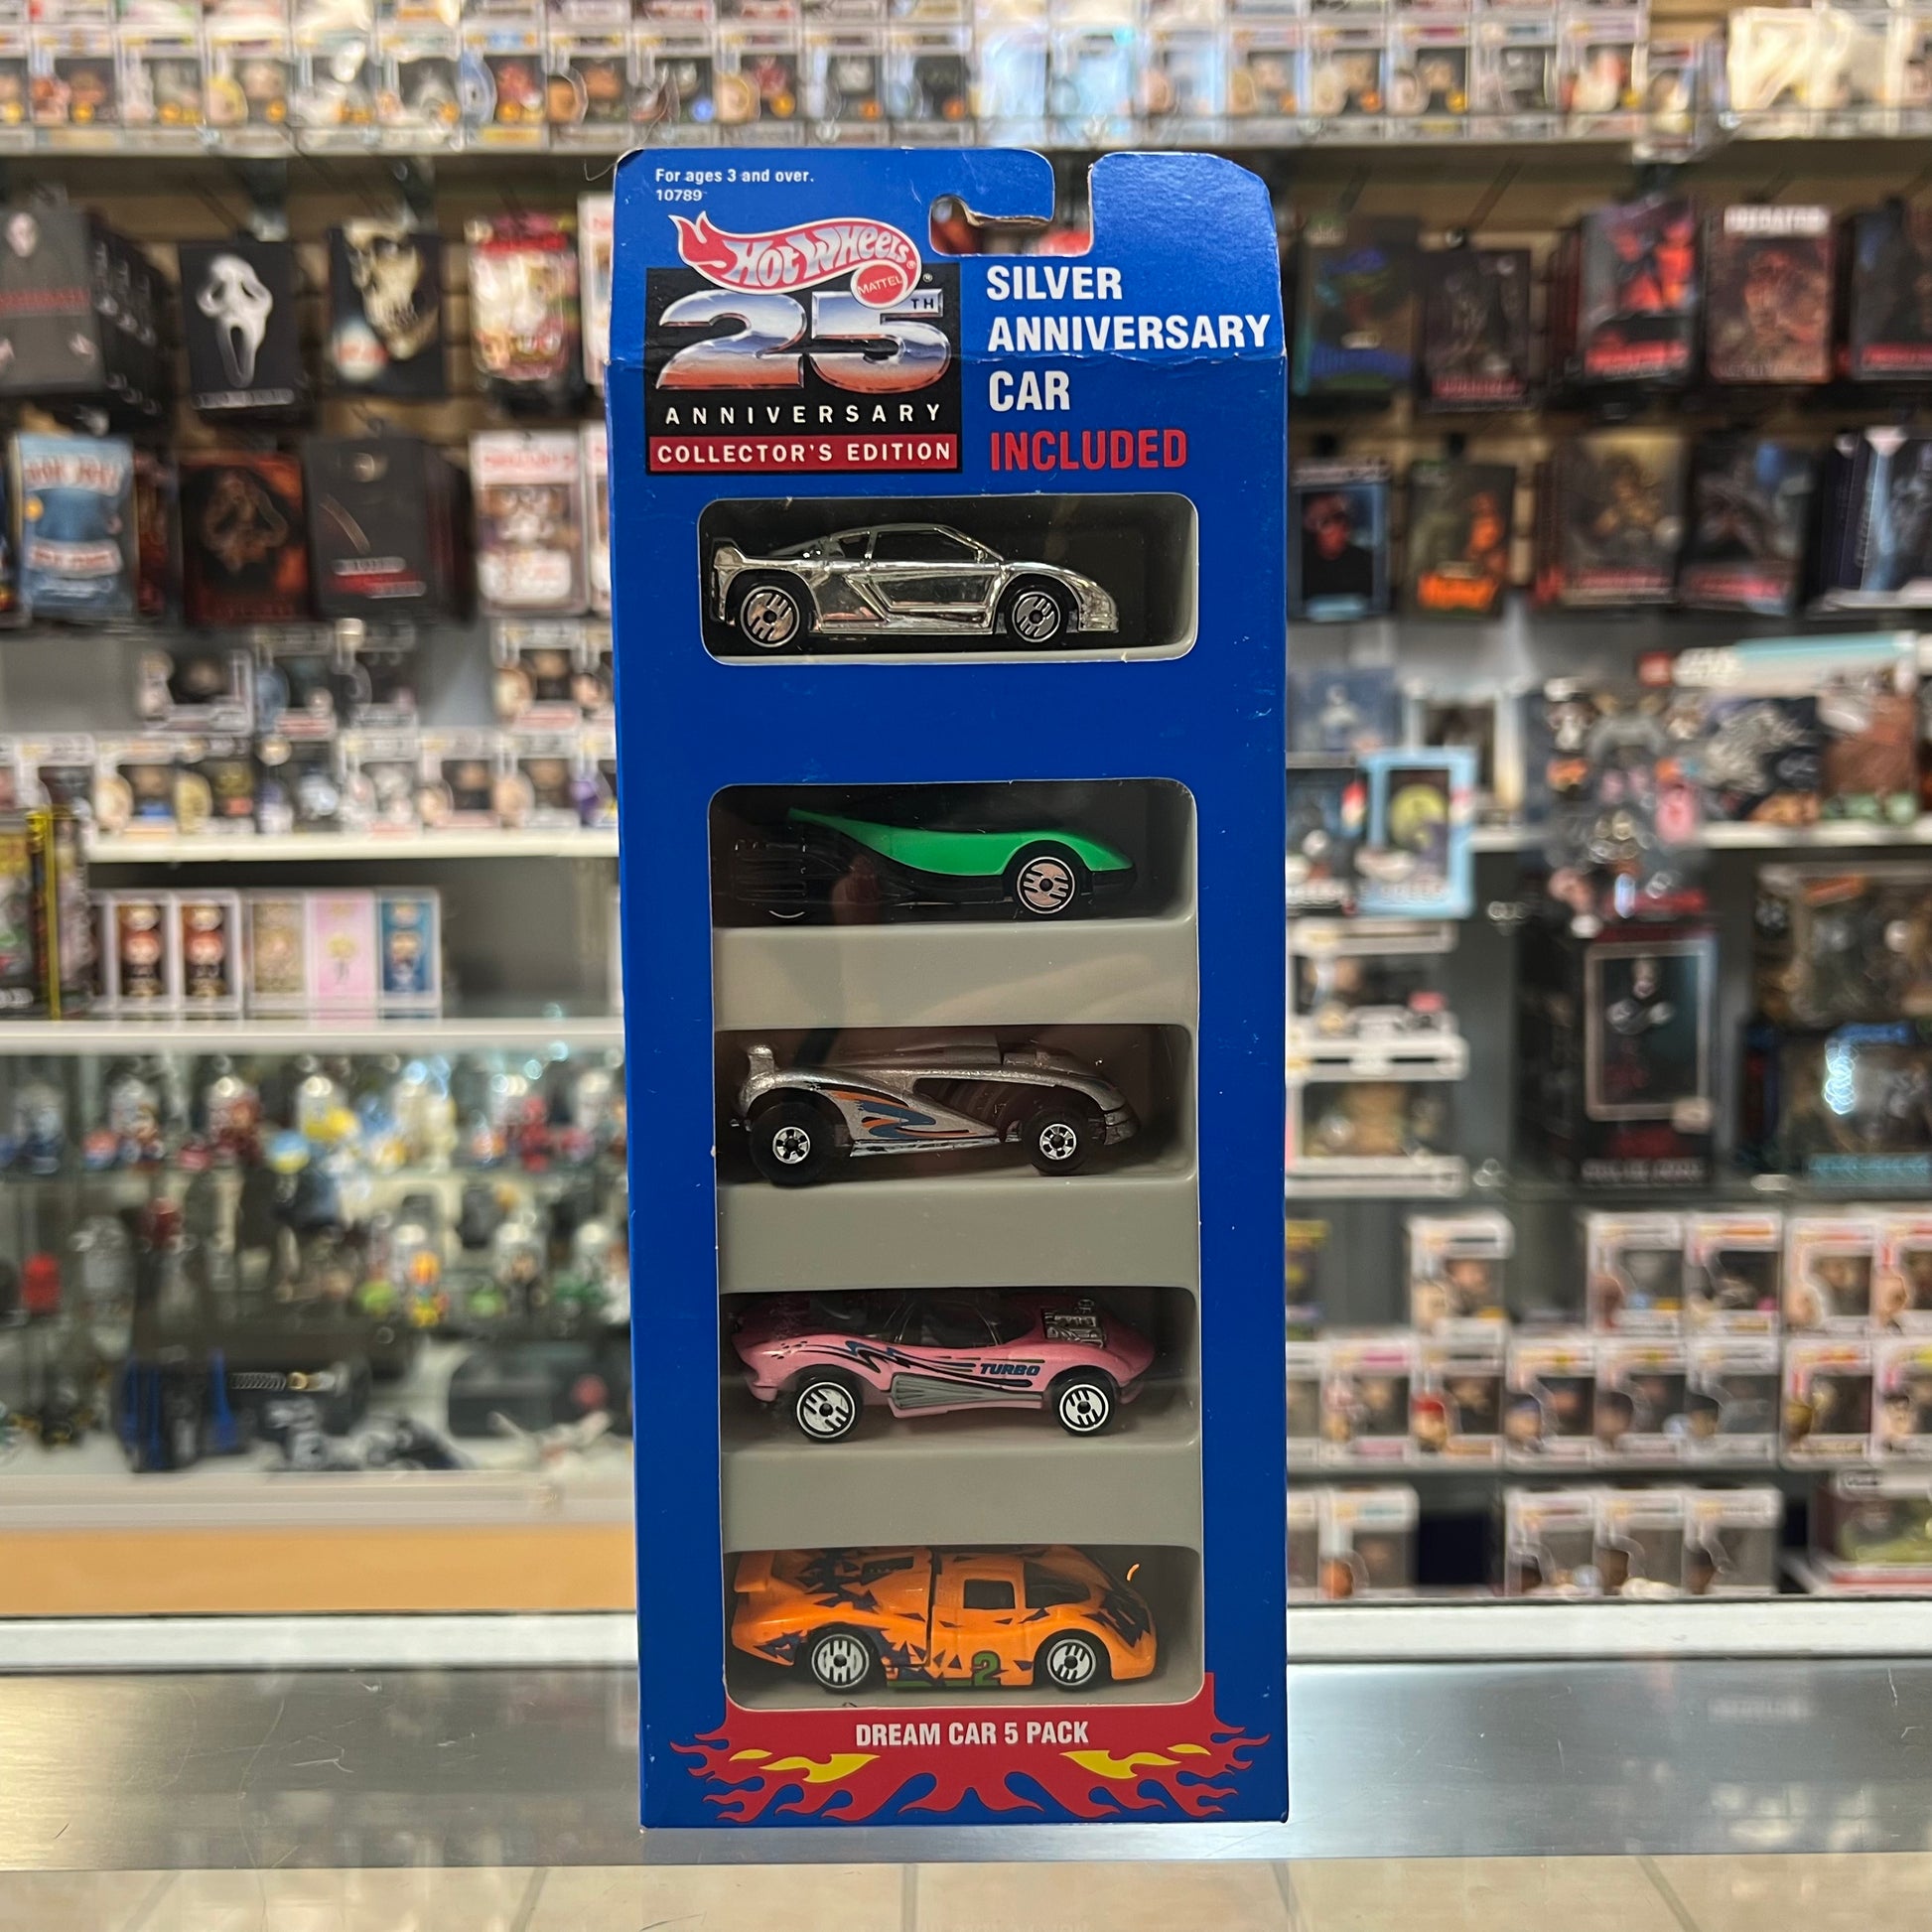 For ages 3 and over.
10789
HOT WHEELS
MATTEL
®
25TH
ANNIVERSARY
COLLECTOR'S EDITION
SILVER
ANNIVERSARY
CAR
INCLUDED
TURBO
2
DREAM CAR 5 PACK
PREDATOR